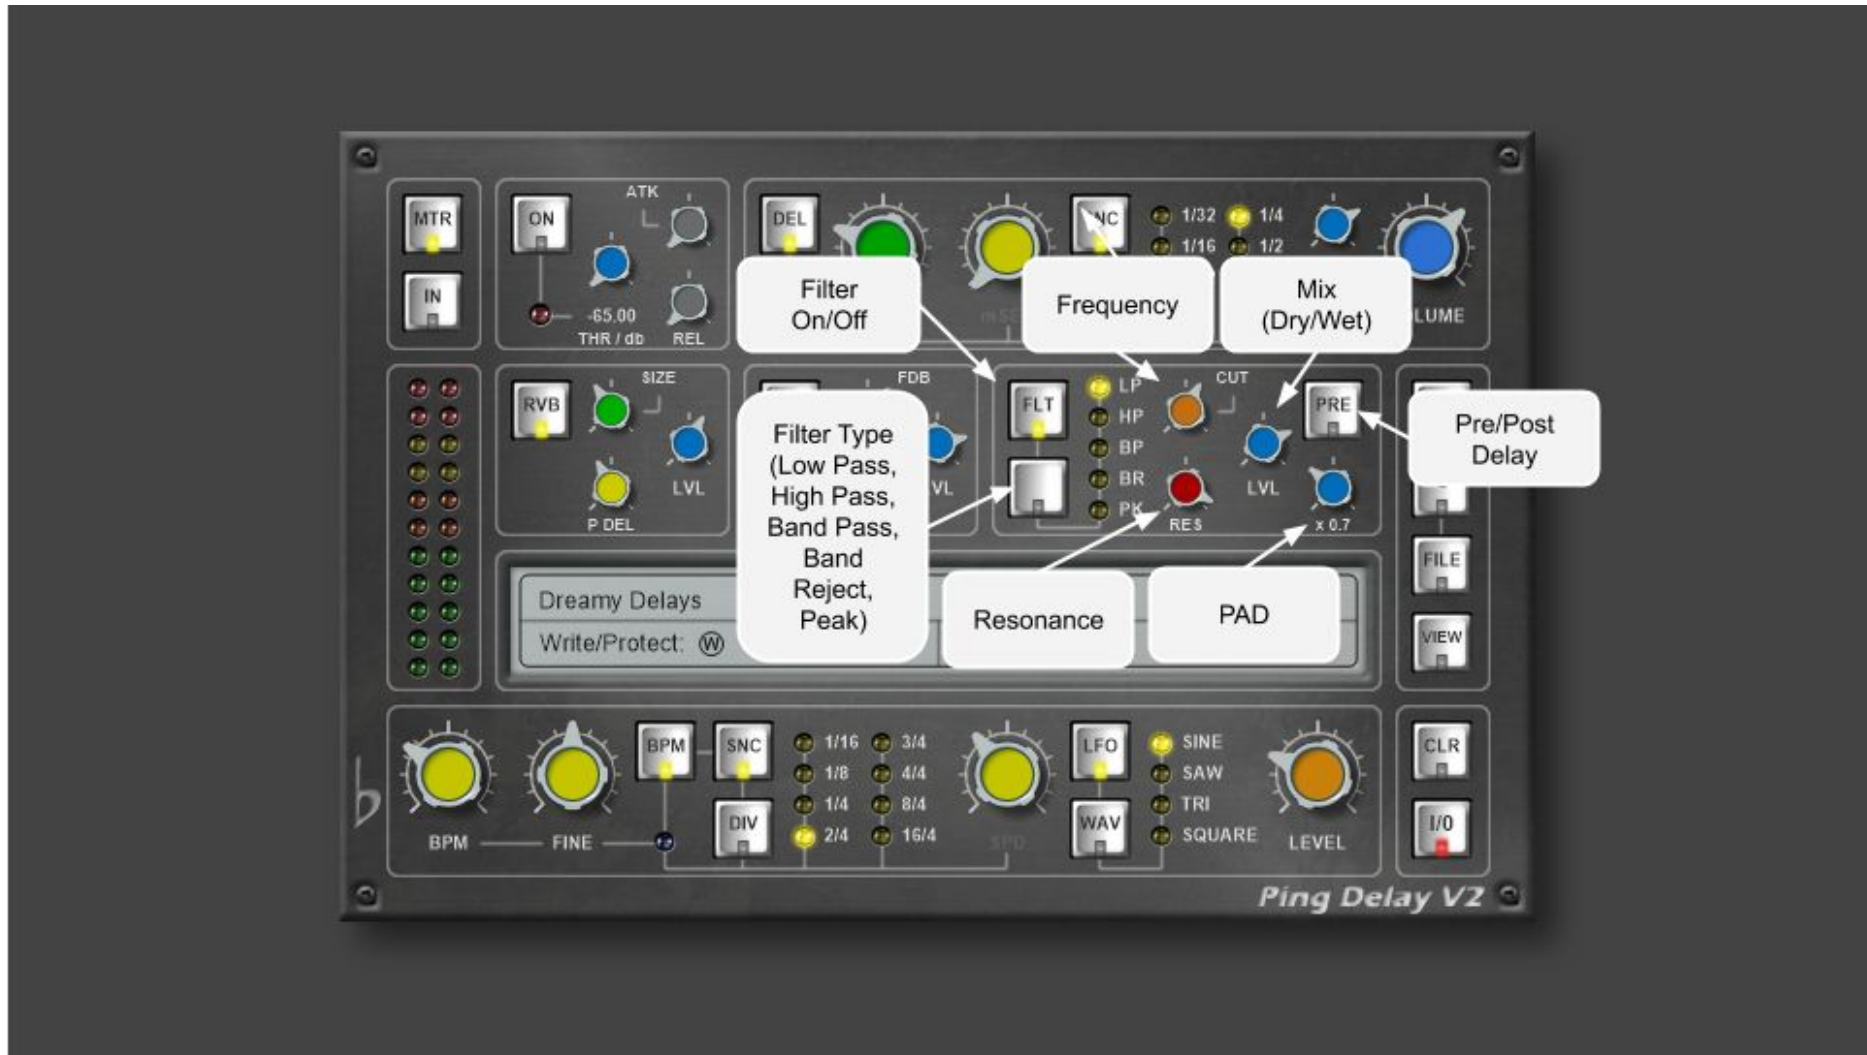 ATK
MTR
ON
DEL
SNC
1/32
1/4
1/16
1/2
IN
-65.00
THR / db
REL
Filter
On/Off
Frequency
Mix
(Dry/Wet)
RVB
SIZE
P DEL
LVL
FDB
FLT
LP
HP
BP
BR
PK
CUT
RES
LVL
PRE
x 0.7
Pre/Post
Delay
Filter Type
(Low Pass,
High Pass,
Band Pass,
Band
Reject,
Peak)
Resonance
PAD
FILE
VIEW
Dreamy Delays
Write/Protect: W
BPM
SNC
1/16
3/4
1/8
4/4
1/4
8/4
2/4
16/4
DIV
LFO
WAV
SINE
SAW
TRI
SQUARE
CLR
I/0
BPM
FINE
SPD
LEVEL
Ping Delay V2